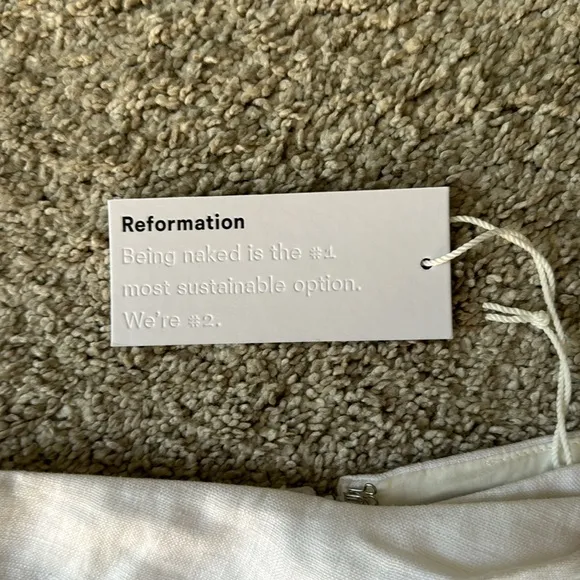 Reformation
Being naked is the #1
most sustainable option.
We're #2.